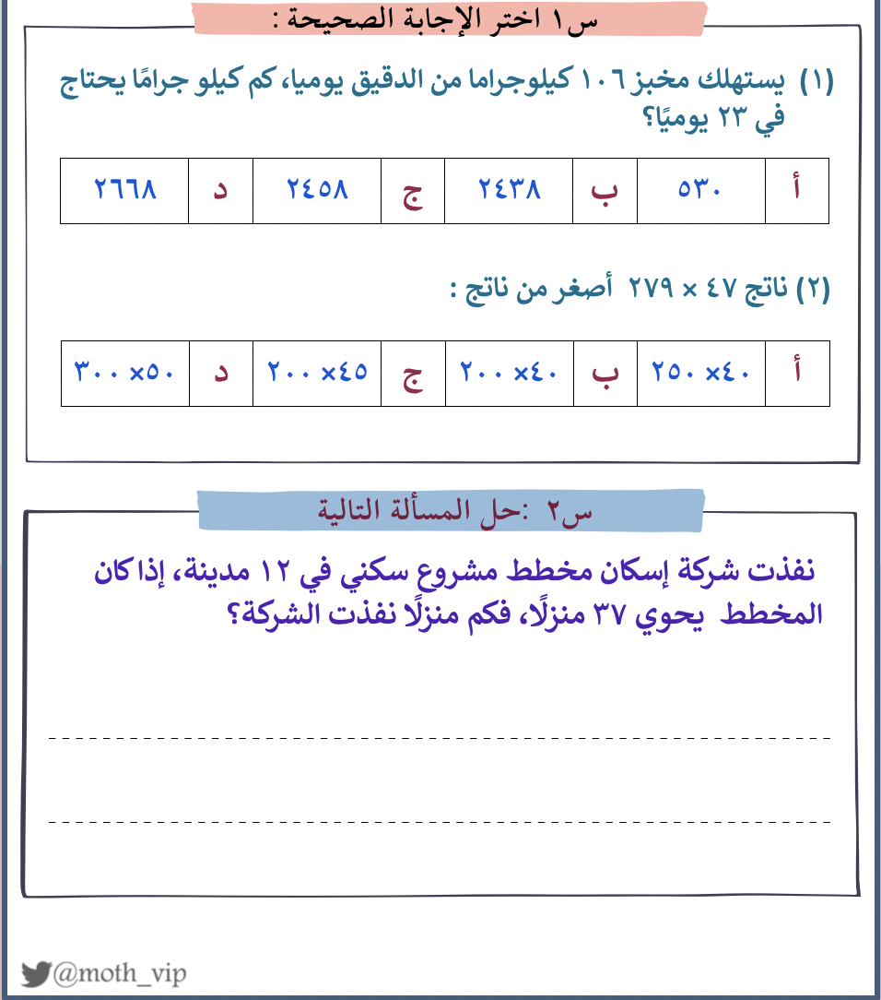 س١ اختر الإجابة الصحيحة :
(١) يستهلك مخبز ١٠٦ كيلوجراما من الدقيق يوميا، كم كيلو جرامًا يحتاج
في ٢٣ يوميًا؟
أ ٥٣٠ ب ٢٤٣٨ ج ٢٤٥٨ د ٢٦٦٨
(٢) ناتج ٤٧ × ٢٧٩ أصغر من ناتج :
أ ٤٠× ٢٥٠ ب ٤٠× ٢٠٠ ج ٤٥× ٢٠٠ د ٥٠× ٣٠٠
س٢ :حل المسألة التالية
نفذت شركة إسكان مخطط مشروع سكني في ١٢ مدينة، إذا كان
المخطط يحوي ٣٧ منزلًا، فكم منزلًا نفذت الشركة؟
@moth_vip